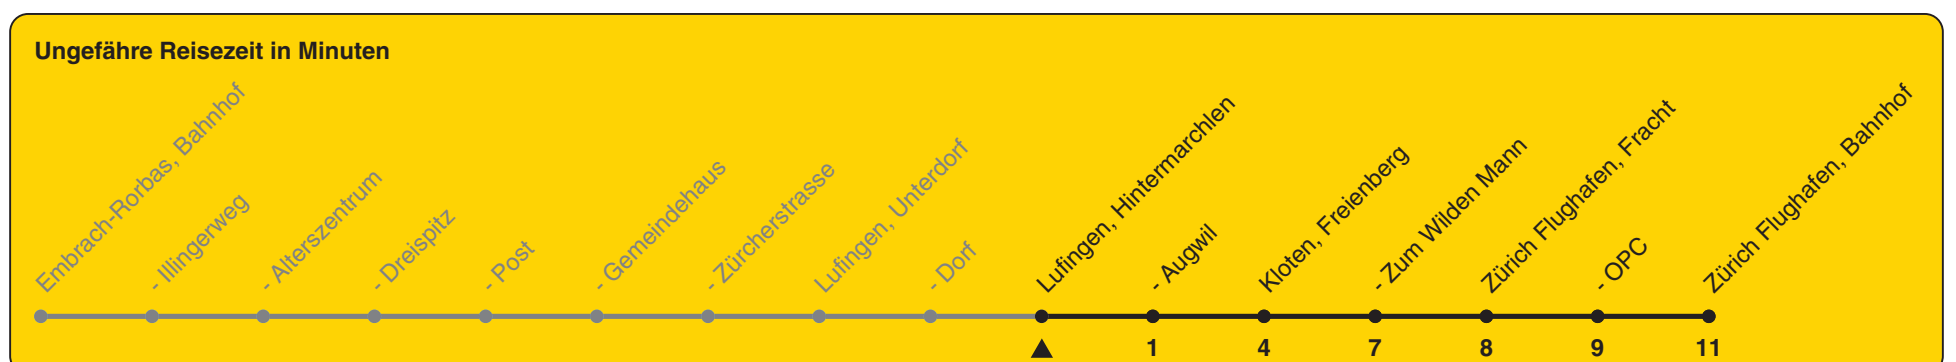 Ungefähre Reisezeit in Minuten
Embrach-Rorbas, Bahnhof
- Illingerweg
- Alterszentrum
- Dreispitz
- Post
- Gemeindehaus
- Zürcherstrasse
Lufingen, Unterdorf
- Dorf
Lufingen, Hintermarchlen
- Augwil
Kloten, Freienberg
- Zum Wilden Mann
Zürich Flughafen, Fracht
- OPC
Zürich Flughafen, Bahnhof
1 4 7 8 9 11